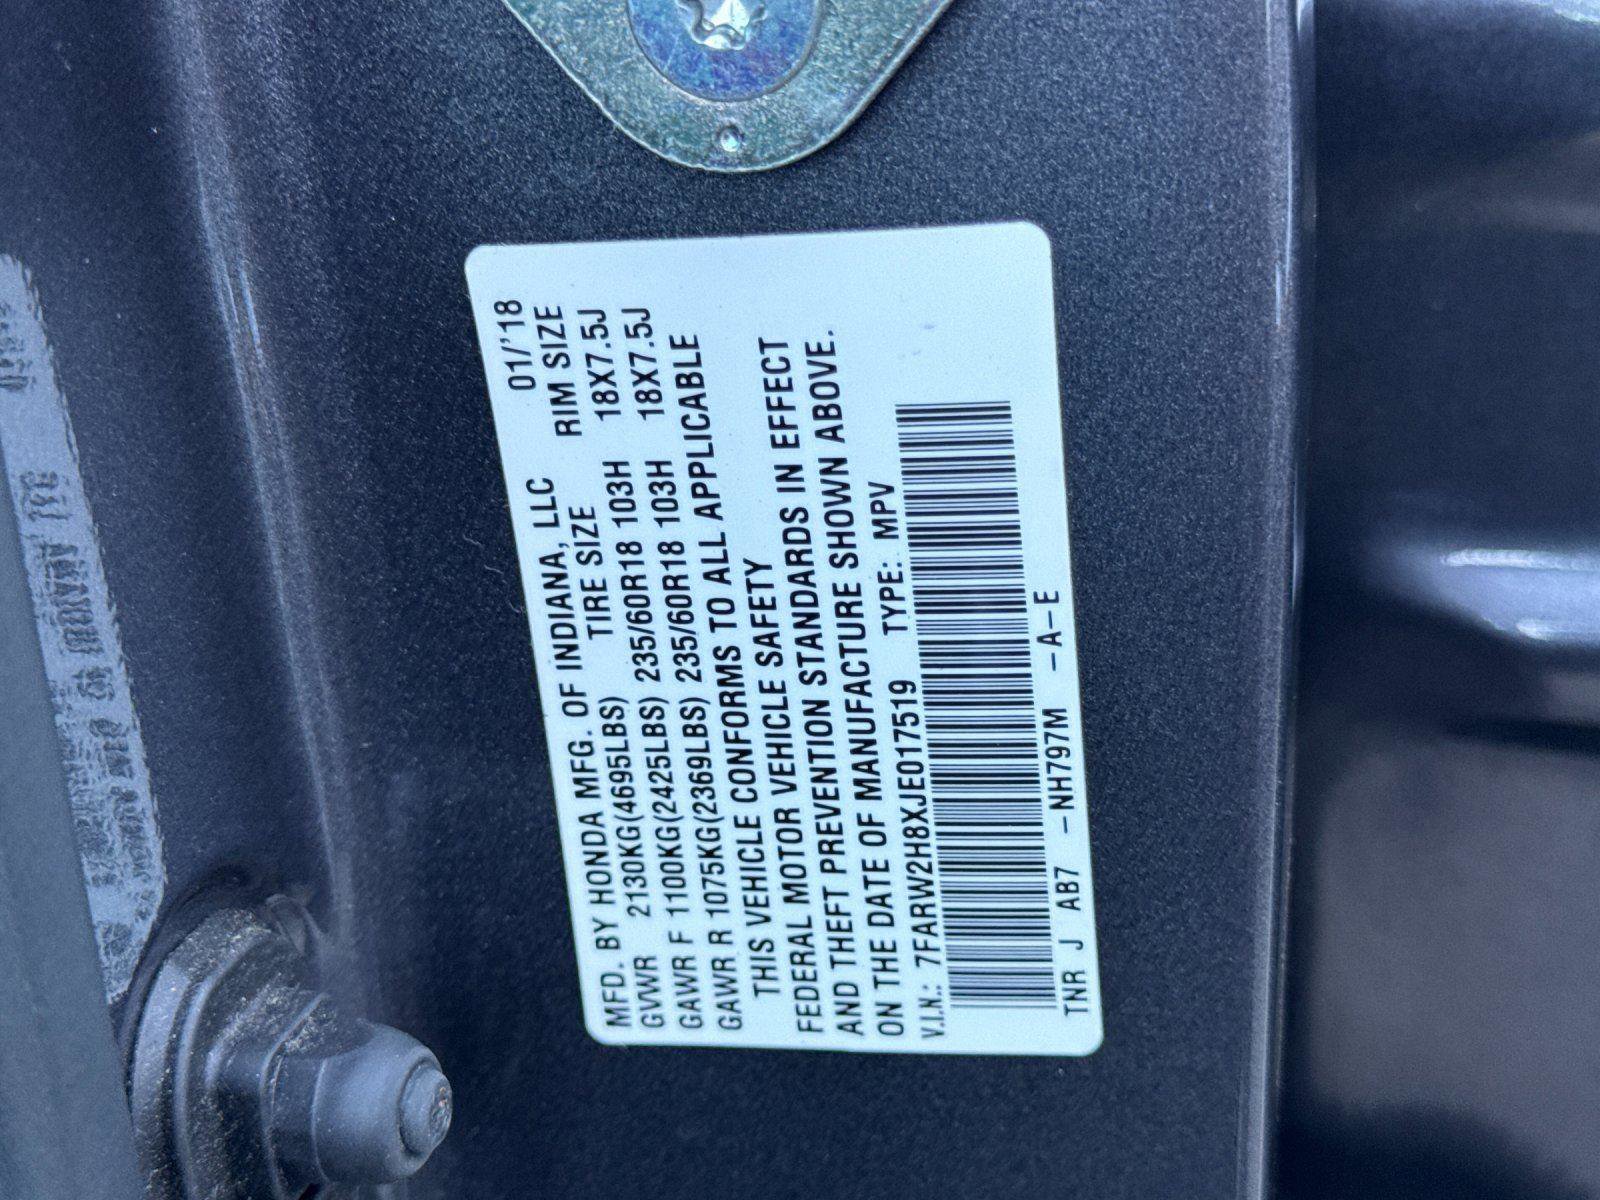 MFD. BY HONDA MFG. OF INDIANA, LLC 01/'18
GVWR 2130KG(4695LBS) TIRE SIZE RIM SIZE
GAWR F 1100KG(2425LBS) 235/60R18 103H 18X7.5J
GAWR R 1075KG(2369LBS) 235/60R18 103H 18X7.5J
THIS VEHICLE CONFORMS TO ALL APPLICABLE
FEDERAL MOTOR VEHICLE SAFETY
AND THEFT PREVENTION STANDARDS IN EFFECT
ON THE DATE OF MANUFACTURE SHOWN ABOVE.
V.I.N.: 7FARW2H8XJE017519 TYPE: MPV
TNR J AB7 -NH797M -A-E